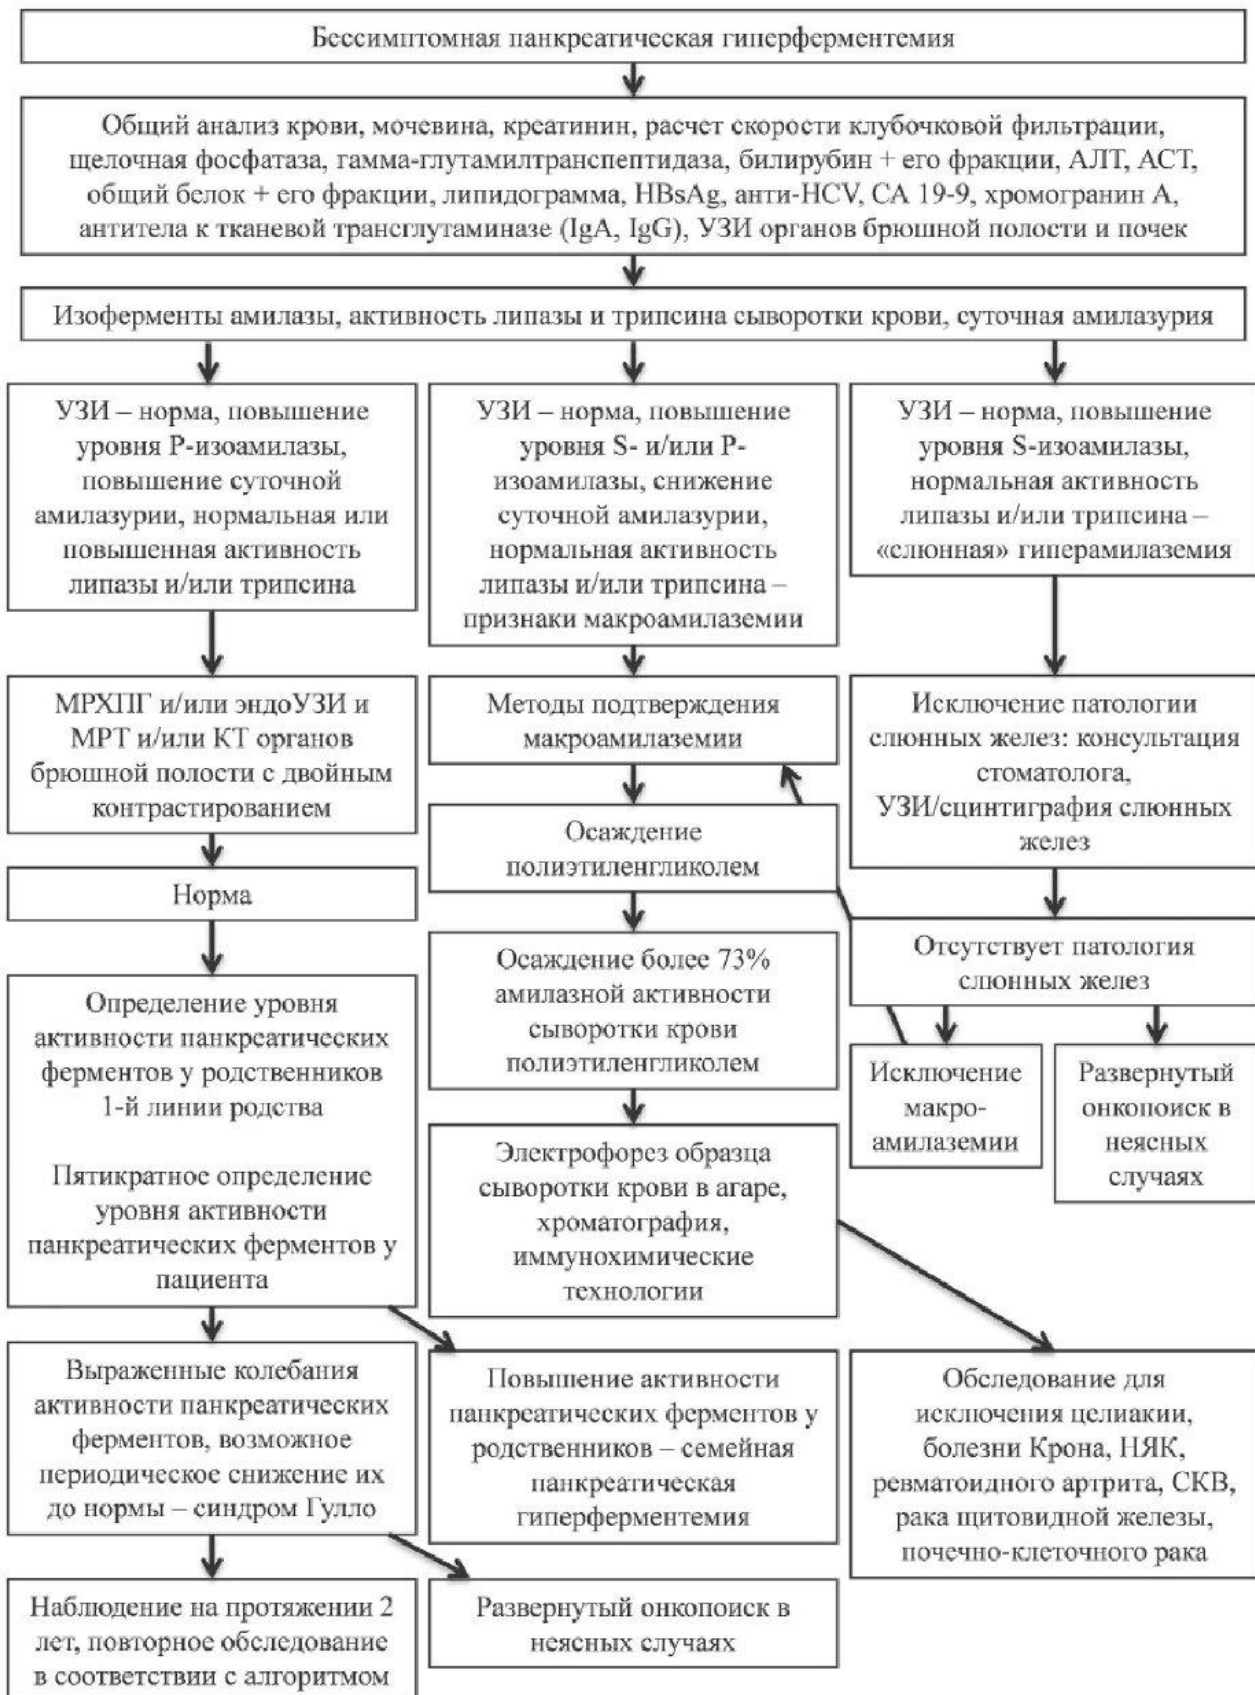 Бессимптомная панкреатическая гиперферментемия
Общий анализ крови, мочевина, креатинин, расчет скорости клубочковой фильтрации,
щелочная фосфатаза, гамма-глутамилтранспептидаза, билирубин + его фракции, АЛТ, АСТ,
общий белок + его фракции, липидограмма, HBsAg, анти-HCV, СА 19-9, хромогранин А,
антитела к тканевой трансглутаминазе (IgA, IgG), УЗИ органов брюшной полости и почек
Изоферменты амилазы, активность липазы и трипсина сыворотки крови, суточная амилазурия
УЗИ – норма, повышение
уровня Р-изоамилазы,
повышение суточной
амилазурии, нормальная или
повышенная активность
липазы и/или трипсина
УЗИ – норма, повышение
уровня S- и/или Р-
изоамилазы, снижение
суточной амилазурии,
нормальная активность
липазы и/или трипсина –
признаки макроамилаземии
УЗИ – норма, повышение
уровня S-изоамилазы,
нормальная активность
липазы и/или трипсина –
«слюнная» гиперамилаземия
МРХПГ и/или эндоУЗИ и
МРТ и/или КТ органов
брюшной полости с двойным
контрастированием
Методы подтверждения
макроамилаземии
Исключение патологии
слюнных желез: консультация
стоматолога,
УЗИ/сцинтиграфия слюнных
желез
Норма
Осаждение
полиэтиленгликолем
Осаждение более 73%
амилазной активности
сыворотки крови
полиэтиленгликолем
Отсутствует патология
слюнных желез
Определение уровня
активности панкреатических
ферментов у родственников
1-й линии родства
Пятикратное определение
уровня активности
панкреатических ферментов у
пациента
Исключение
макро-
амилаземии
Развернутый
онкопоиск в
неясных
случаях
Электрофорез образца
сыворотки крови в агаре,
хроматография,
иммунохимические
технологии
Выраженные колебания
активности панкреатических
ферментов, возможное
периодическое снижение их
до нормы – синдром Гулло
Повышение активности
панкреатических ферментов у
родственников – семейная
панкреатическая
гиперферментемия
Обследование для
исключения целиакии,
болезни Крона, НЯК,
ревматоидного артрита, СКВ,
рака щитовидной железы,
почечно-клеточного рака
Наблюдение на протяжении 2
лет, повторное обследование
в соответствии с алгоритмом
Развернутый онкопоиск в
неясных случаях